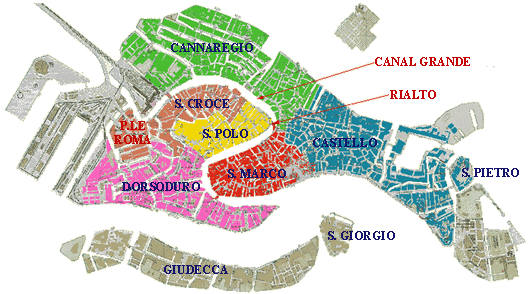 CANNAREGIO
CANAL GRANDE
S. CROCE
RIALTO
P.LE
ROMA
S. POLO
CASTELLO
S. MARCO
S. PIETRO
DORSODURO
S. GIORGIO
GIUDECCA